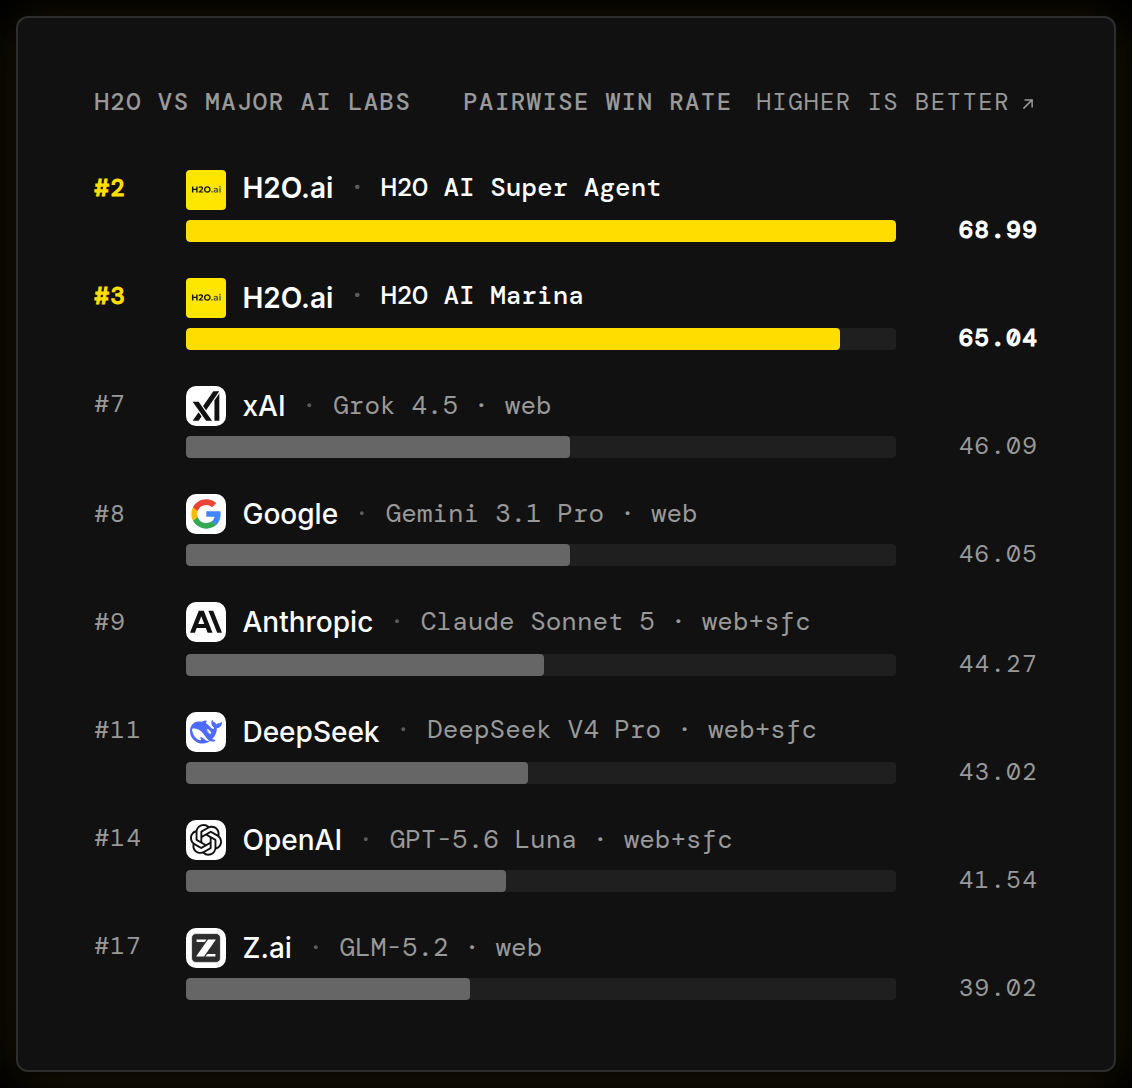 H2O VS MAJOR AI LABS PAIRWISE WIN RATE HIGHER IS BETTER ↗
#2 H2O.ai H2O.ai · H2O AI Super Agent
68.99
#3 H2O.ai H2O.ai · H2O AI Marina
65.04
#7 xAI · Grok 4.5 · web
46.09
#8 Google · Gemini 3.1 Pro · web
46.05
#9 Anthropic · Claude Sonnet 5 · web+sfc
44.27
#11 DeepSeek · DeepSeek V4 Pro · web+sfc
43.02
#14 OpenAI · GPT-5.6 Luna · web+sfc
41.54
#17 Z.ai · GLM-5.2 · web
39.02